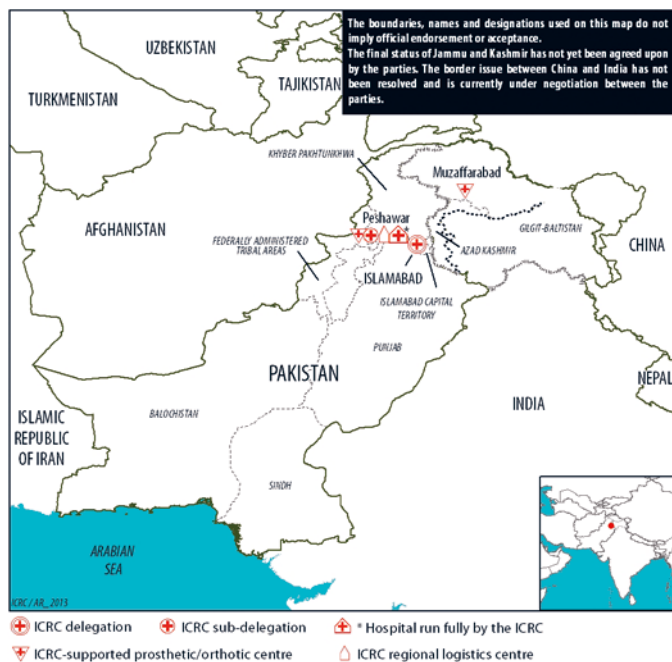 The boundaries, names and designations used on this map do not
imply official endorsement or acceptance.
The final status of Jammu and Kashmir has not yet been agreed upon
by the parties. The border issue between China and India has not
been resolved and is currently under negotiation between the
parties.
UZBEKISTAN
TAJIKISTAN
TURKMENISTAN
KHYBER PAKHTUNKHWA
Muzaffarabad
AFGHANISTAN
Peshawar
*
GILGIT-BALTISTAN
FEDERALLY ADMINISTERED
TRIBAL AREAS
AZAD KASHMIR
CHINA
ISLAMABAD
ISLAMABAD CAPITAL
TERRITORY
PUNJAB
PAKISTAN
NEPAL
INDIA
BALOCHISTAN
ISLAMIC
REPUBLIC
OF IRAN
SINDH
ARABIAN
SEA
ICRC / AR_ 2013
ICRC delegation
ICRC sub-delegation
* Hospital run fully by the ICRC
ICRC-supported prosthetic/orthotic centre
ICRC regional logistics centre